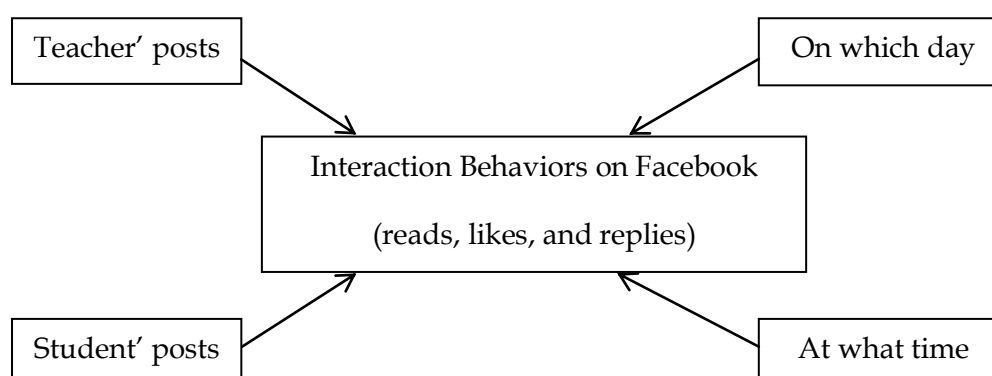 Teacher’ posts
On which day
Interaction Behaviors on Facebook
(reads, likes, and replies)
Student’ posts
At what time